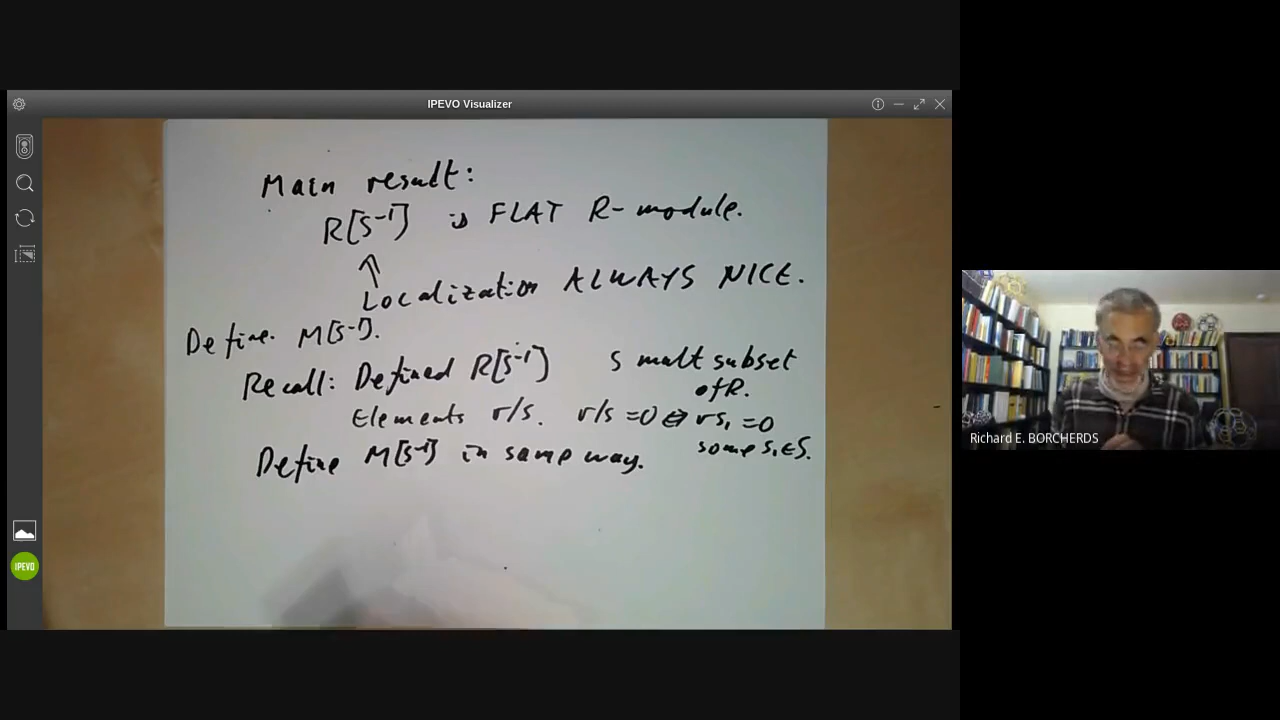 IPEVO Visualizer
Main result:
R[S⁻¹] is FLAT R-module.
↑
Localization ALWAYS NICE.
Define. M[S⁻¹].
Recall: Defined R[S⁻¹] S mult subset
of R.
Elements r/s. r/s = 0 ⇔ rs₁ = 0
some s₁ ∈ S.
Define M[S⁻¹] in same way.
IPEVO
Richard E. BORCHERDS